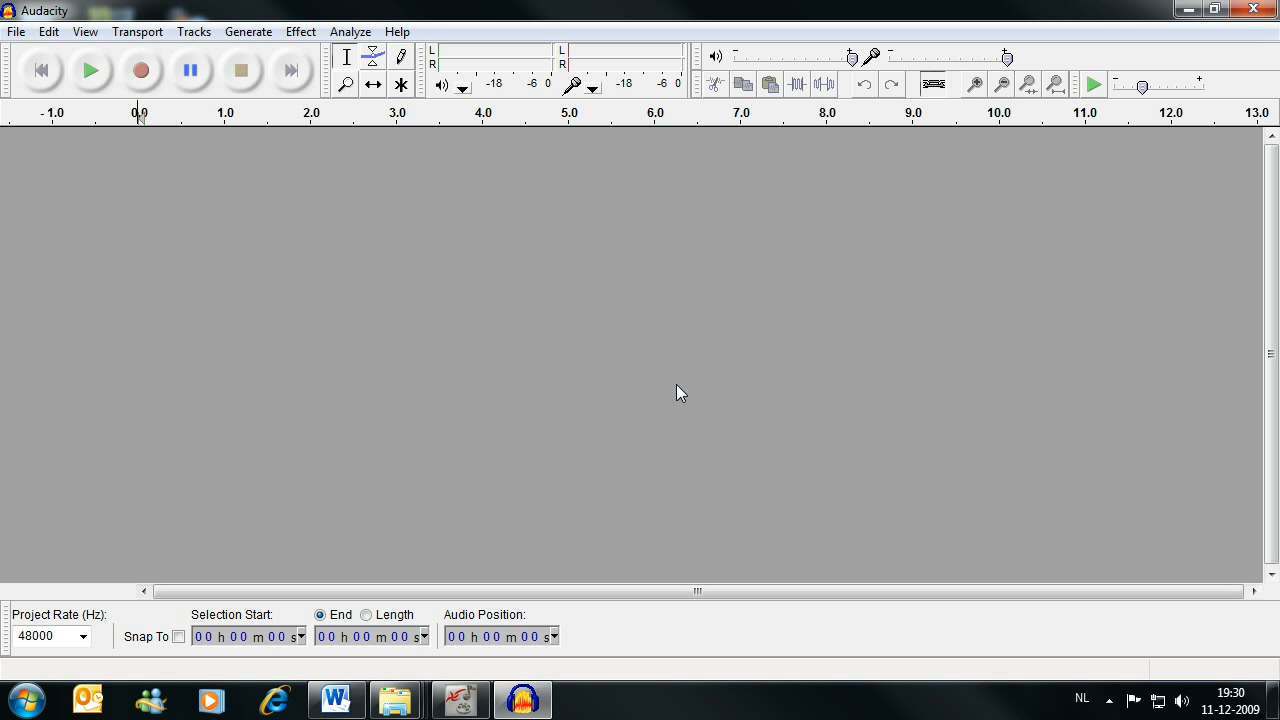 Audacity
File Edit View Transport Tracks Generate Effect Analyze Help
L
R
-18 -6 0
L
R
-18 -6 0
- +
- +
- +
- 1.0 0.0 1.0 2.0 3.0 4.0 5.0 6.0 7.0 8.0 9.0 10.0 11.0 12.0 13.0
Project Rate (Hz): Selection Start: End Length Audio Position:
48000 Snap To 00 h 00 m 00 s 00 h 00 m 00 s 00 h 00 m 00 s
NL 19:30
11-12-2009